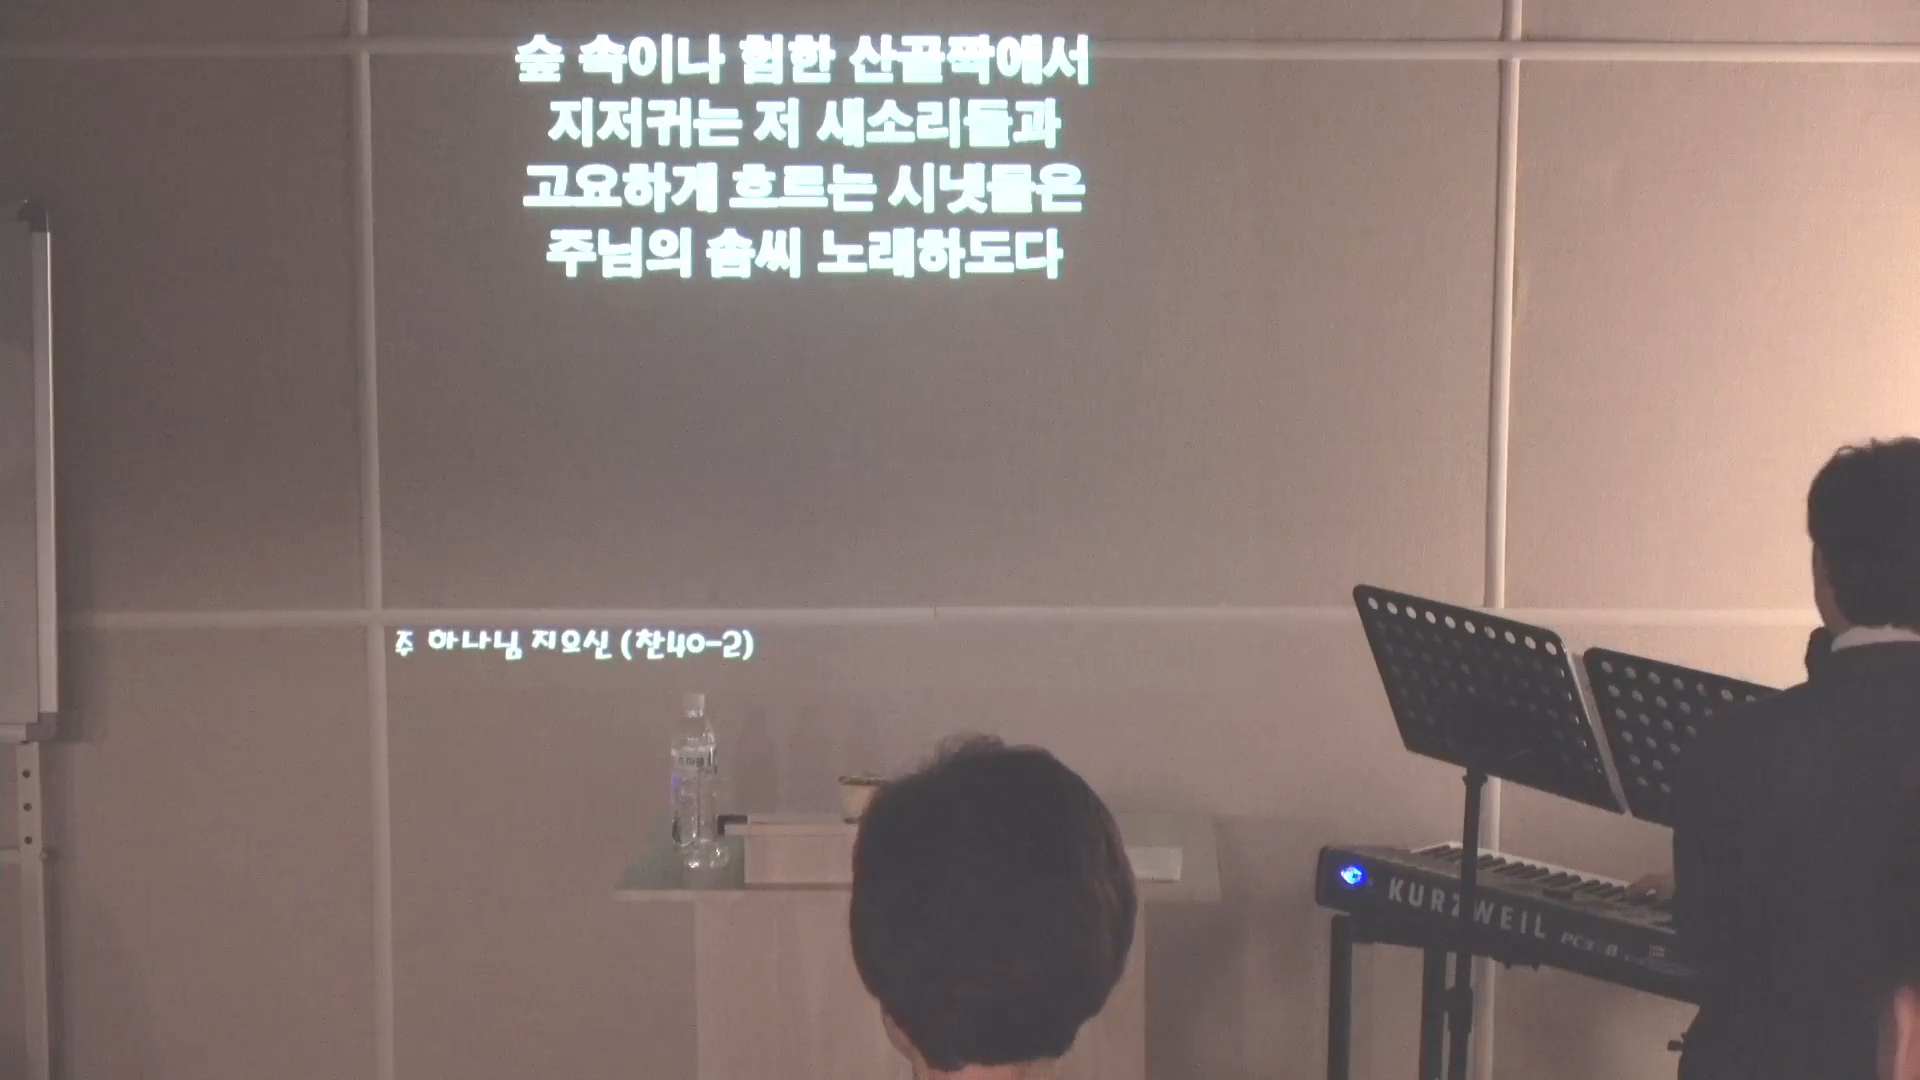 숲 속이나 험한 산골짝에서
지저귀는 저 새소리들과
고요하게 흐르는 시냇물은
주님의 솜씨 노래하도다
주 하나님 지으신 (찬40-2)
KURZWEIL